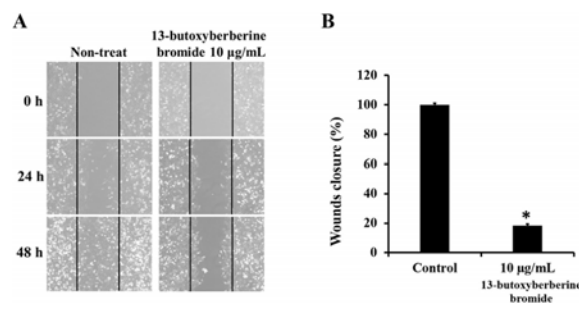 A
Non-treat
13-butoxyberberine
bromide 10 µg/mL
0 h
24 h
48 h
B
Wounds closure (%)
120
100
80
60
40
20
0
*
Control
10 µg/mL
13-butoxyberberine
bromide